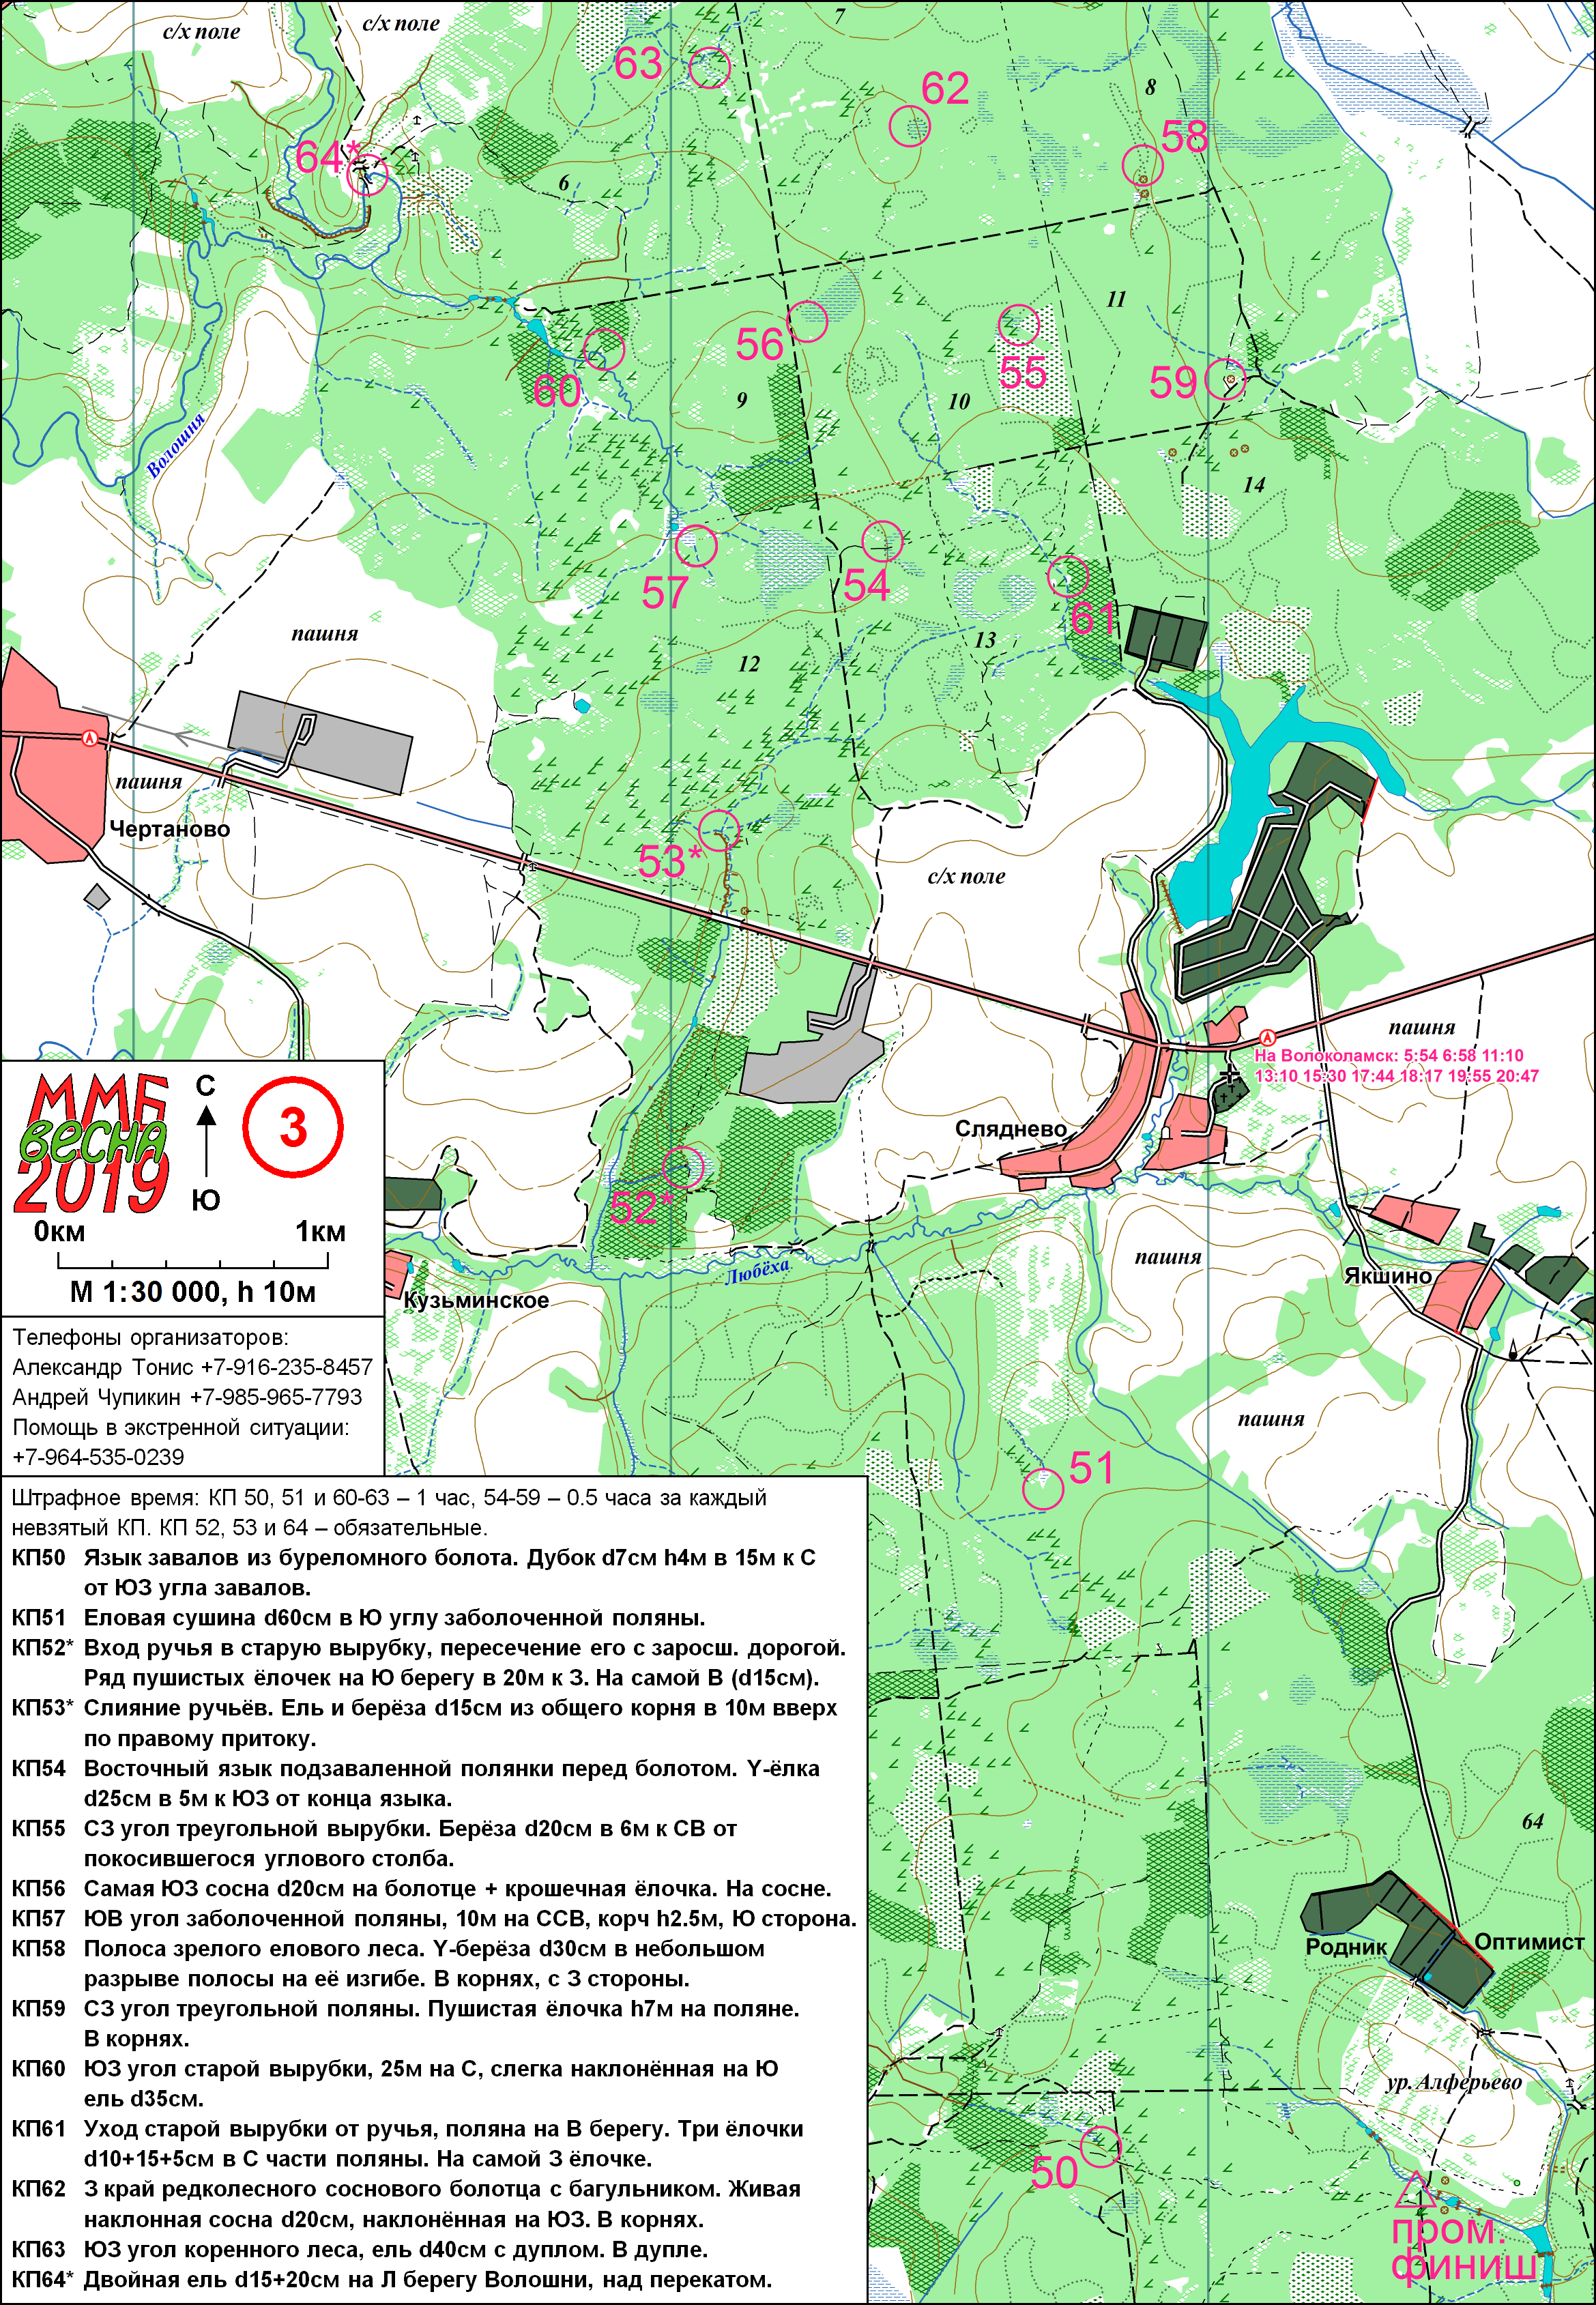 с/х поле
с/х поле
7
63
62
8
58
64*
6
11
56
55
59
60
9
10
Волошня
14
57
54
61
пашня
12
13
А
пашня
Чертаново
53*
с/х поле
пашня
А
На Волоколамск: 5:54 6:58 11:10
13:10 15:30 17:44 18:17 19:55 20:47
ММБ
весна
2019
С
Ю
3
0км 1км
М 1:30 000, h 10м
Сляднево
52*
пашня
Любёха
Якшино
Кузьминское
Телефоны организаторов:
Александр Тонис +7-916-235-8457
Андрей Чупикин +7-985-965-7793
Помощь в экстренной ситуации:
+7-964-535-0239
пашня
51
Штрафное время: КП 50, 51 и 60-63 – 1 час, 54-59 – 0.5 часа за каждый
невзятый КП. КП 52, 53 и 64 – обязательные.
КП50 Язык завалов из буреломного болота. Дубок d7см h4м в 15м к С
от ЮЗ угла завалов.
КП51 Еловая сушина d60см в Ю углу заболоченной поляны.
КП52* Вход ручья в старую вырубку, пересечение его с заросш. дорогой.
Ряд пушистых ёлочек на Ю берегу в 20м к З. На самой В (d15см).
КП53* Слияние ручьёв. Ель и берёза d15см из общего корня в 10м вверх
по правому притоку.
КП54 Восточный язык подзаваленной полянки перед болотом. Y-ёлка
d25см в 5м к ЮЗ от конца языка.
КП55 СЗ угол треугольной вырубки. Берёза d20см в 6м к СВ от
покосившегося углового столба.
КП56 Самая ЮЗ сосна d20см на болотце + крошечная ёлочка. На сосне.
КП57 ЮВ угол заболоченной поляны, 10м на ССВ, корч h2.5м, Ю сторона.
КП58 Полоса зрелого елового леса. Y-берёза d30см в небольшом
разрыве полосы на её изгибе. В корнях, с З стороны.
КП59 СЗ угол треугольной поляны. Пушистая ёлочка h7м на поляне.
В корнях.
КП60 ЮЗ угол старой вырубки, 25м на С, слегка наклонённая на Ю
ель d35см.
КП61 Уход старой вырубки от ручья, поляна на В берегу. Три ёлочки
d10+15+5см в С части поляны. На самой З ёлочке.
КП62 З край редколесного соснового болотца с багульником. Живая
наклонная сосна d20см, наклонённая на ЮЗ. В корнях.
КП63 ЮЗ угол коренного леса, ель d40см с дуплом. В дупле.
КП64* Двойная ель d15+20см на Л берегу Волошни, над перекатом.
64
Родник
Оптимист
ур. Алферьево
50
пром.
финиш